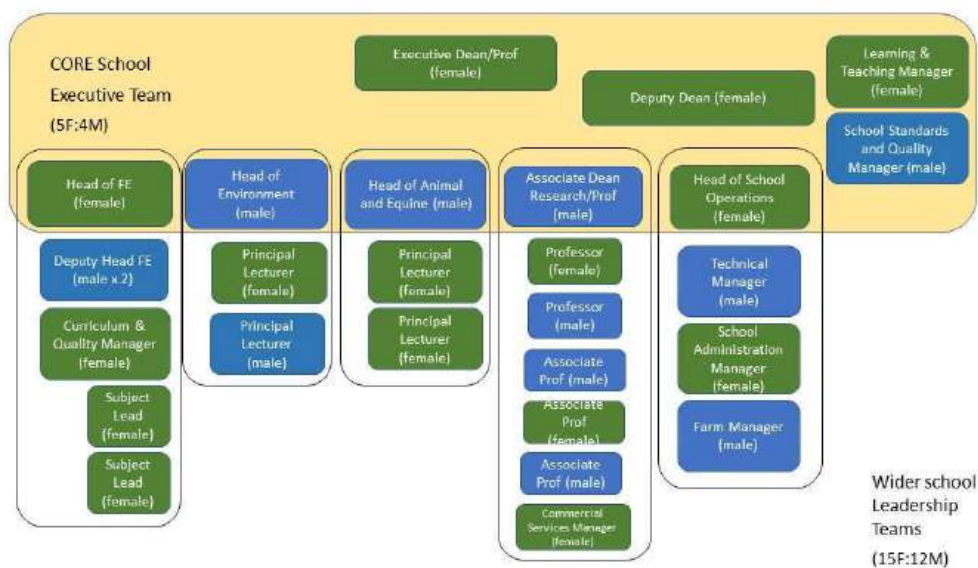 CORE School
Executive Team
(5F:4M)
Executive Dean/Prof
(female)
Deputy Dean (female)
Learning &
Teaching Manager
(female)
School Standards
and Quality
Manager (male)
Head of FE
(female)
Deputy Head FE
(male x 2)
Curriculum &
Quality Manager
(female)
Subject
Lead
(female)
Subject
Lead
(female)
Head of
Environment
(male)
Principal
Lecturer
(female)
Principal
Lecturer
(male)
Head of Animal
and Equine (male)
Principal
Lecturer
(female)
Principal
Lecturer
(female)
Associate Dean
Research/Prof
(male)
Professor
(female)
Professor
(male)
Associate
Prof (male)
Associate
Prof
(female)
Associate
Prof (male)
Commercial
Services Manager
(female)
Head of School
Operations
(female)
Technical
Manager
(male)
School
Administration
Manager
(female)
Farm Manager
(male)
Wider school
Leadership
Teams
(15F:12M)